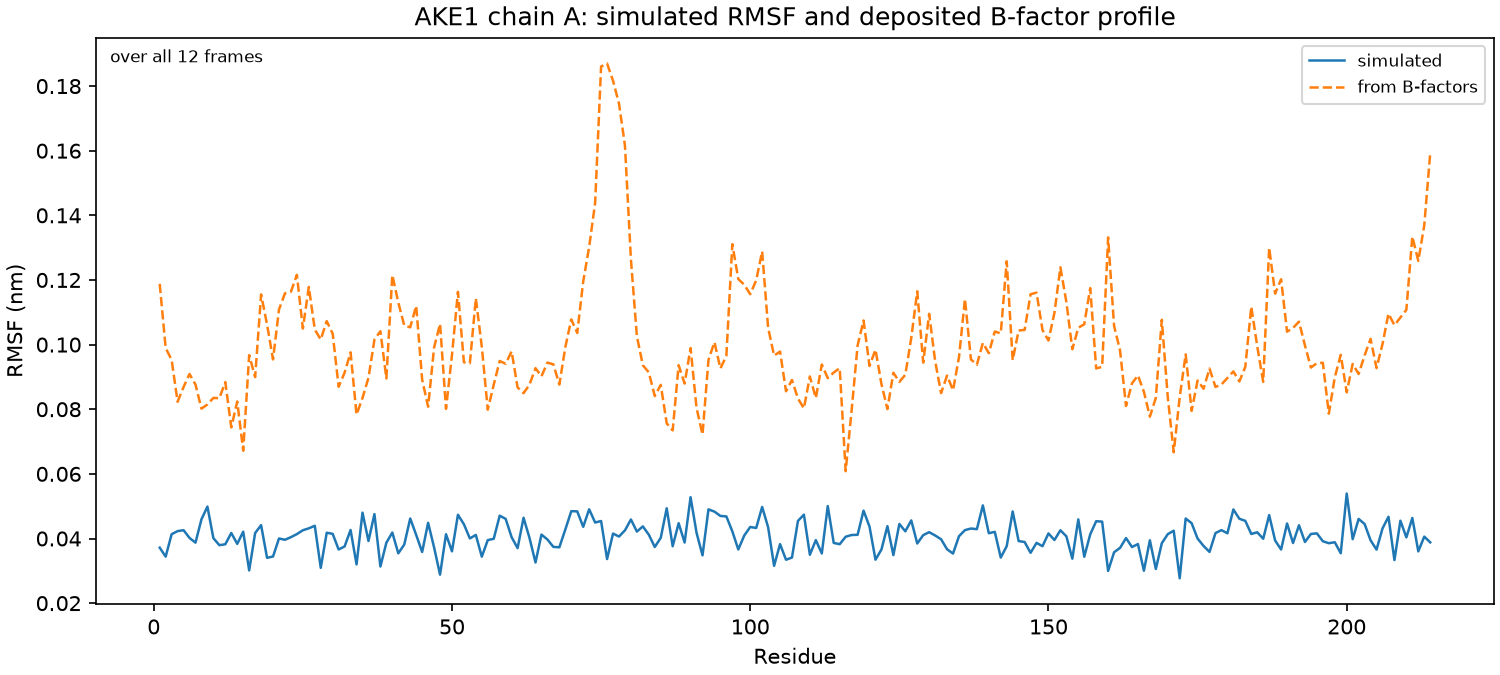 AKE1 chain A: simulated RMSF and deposited B-factor profile
over all 12 frames
simulated
from B-factors
RMSF (nm)
0.18
0.16
0.14
0.12
0.10
0.08
0.06
0.04
0.02
0 50 100 150 200
Residue